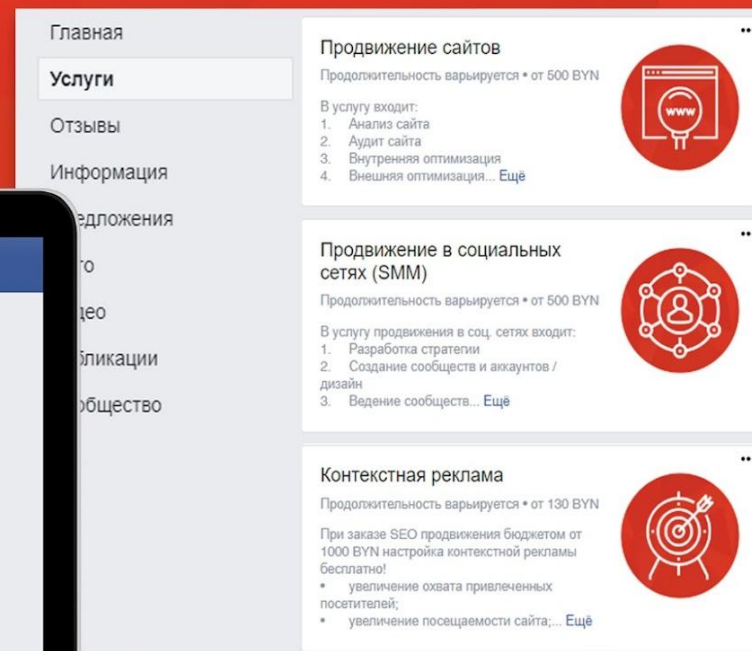 Главная
Услуги
Отзывы
Информация
Продвижение сайтов
Продолжительность варьируется • от 500 BYN
В услугу входит:
1. Анализ сайта
2. Аудит сайта
3. Внутренняя оптимизация
4. Внешняя оптимизация... Ещё
www
Продвижение в социальных
сетях (SMM)
Продолжительность варьируется • от 500 BYN
В услугу продвижения в соц. сетях входит:
1. Разработка стратегии
2. Создание сообществ и аккаунтов /
дизайн
3. Ведение сообществ... Ещё
Контекстная реклама
Продолжительность варьируется • от 130 BYN
При заказе SEO продвижения бюджетом от
1000 BYN настройка контекстной рекламы
бесплатно!
• увеличение охвата привлеченных
посетителей;
• увеличение посещаемости сайта;... Ещё